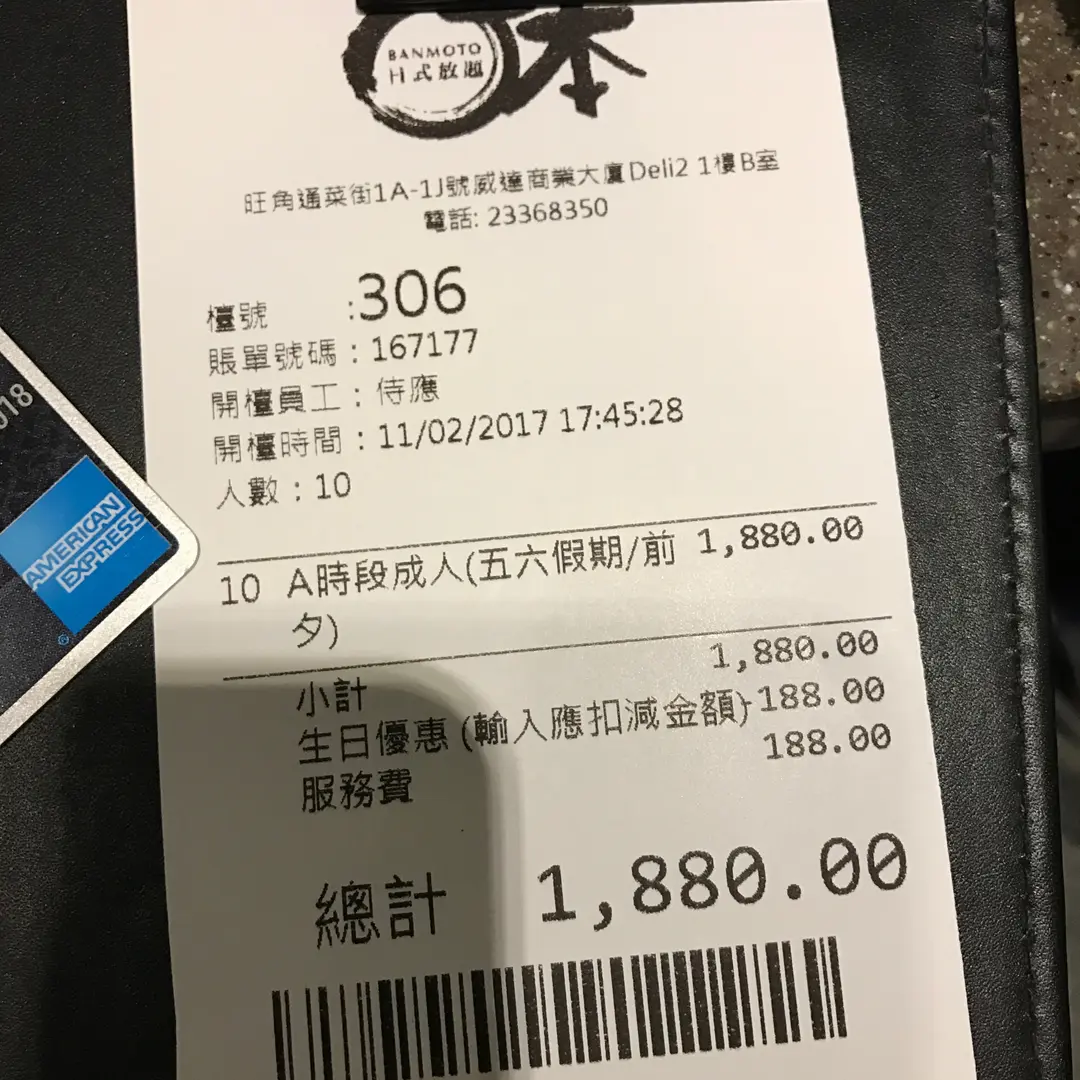 BANMOTO
日式放題
本
旺角通菜街1A-1J號威達商業大廈Deli2 1樓B室
電話: 23368350
檯號 :306
賬單號碼 : 167177
開檯員工 : 侍應
開檯時間 : 11/02/2017 17:45:28
人數 : 10
10 A時段成人(五六假期/前 1,880.00
夕)
小計 1,880.00
生日優惠 (輸入應扣減金額) -188.00
服務費 188.00
總計 1,880.00
018
AMERICAN
EXPRESS
®